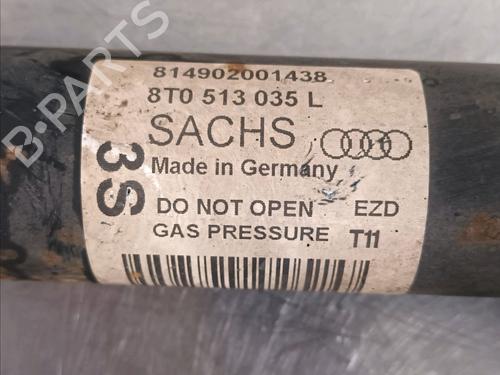 814902001438
8T0 513 035 L
SACHS
Made in Germany
3S
DO NOT OPEN EZD
GAS PRESSURE T11
B-PARTS